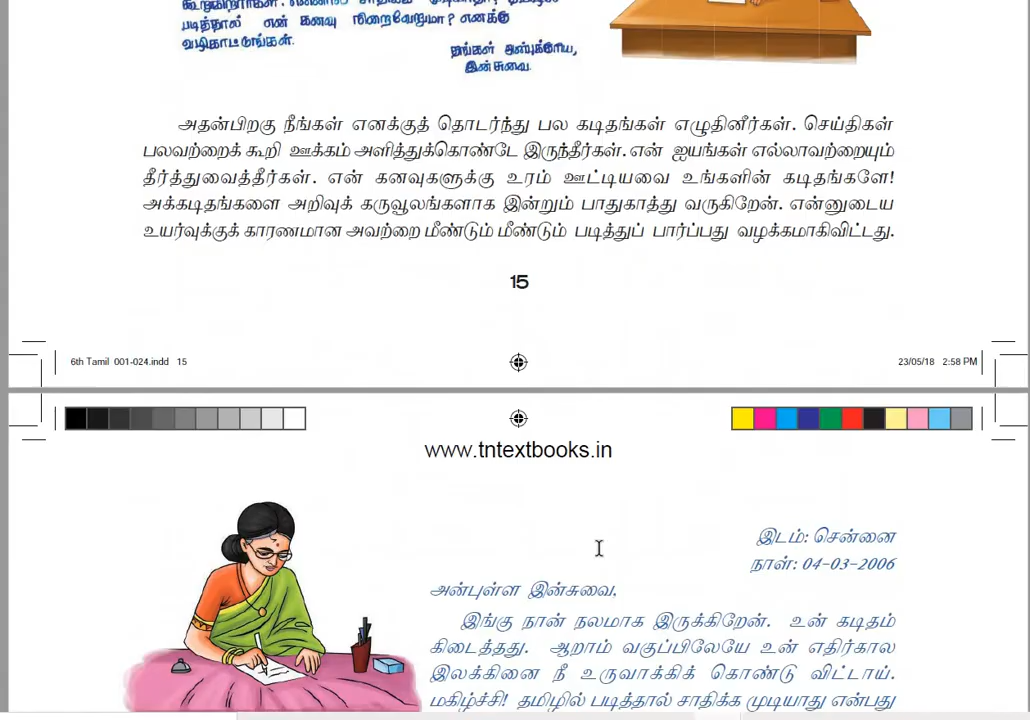 படித்தால் என் கனவு நிறைவேறுமா? எனக்கு
வழிகாட்டுங்கள்.
தங்கள் அன்புக்குரிய,
இன்சுவை.
அதன்பிறகு நீங்கள் எனக்குத் தொடர்ந்து பல கடிதங்கள் எழுதினீர்கள். செய்திகள்
பலவற்றைக் கூறி ஊக்கம் அளித்துக்கொண்டே இருந்தீர்கள்.என் ஐயங்கள் எல்லாவற்றையும்
தீர்த்துவைத்தீர்கள். என் கனவுகளுக்கு உரம் ஊட்டியவை உங்களின் கடிதங்களே!
அக்கடிதங்களை அறிவுக் கருவூலங்களாக இன்றும் பாதுகாத்து வருகிறேன். என்னுடைய
உயர்வுக்குக் காரணமான அவற்றை மீண்டும் மீண்டும் படித்துப் பார்ப்பது வழக்கமாகிவிட்டது.
15
6th Tamil 001-024.indd 15
23/05/18 2:58 PM
www.tntextbooks.in
இடம்: சென்னை
நாள்: 04-03-2006
அன்புள்ள இன்சுவை.
இங்கு நான் நலமாக இருக்கிறேன். உன் கடிதம்
கிடைத்தது. ஆறாம் வகுப்பிலேயே உன் எதிர்கால
இலக்கினை நீ உருவாக்கிக் கொண்டு விட்டாய்.
மகிழ்ச்சி! தமிழில் படித்தால் சாதிக்க முடியாது என்பது